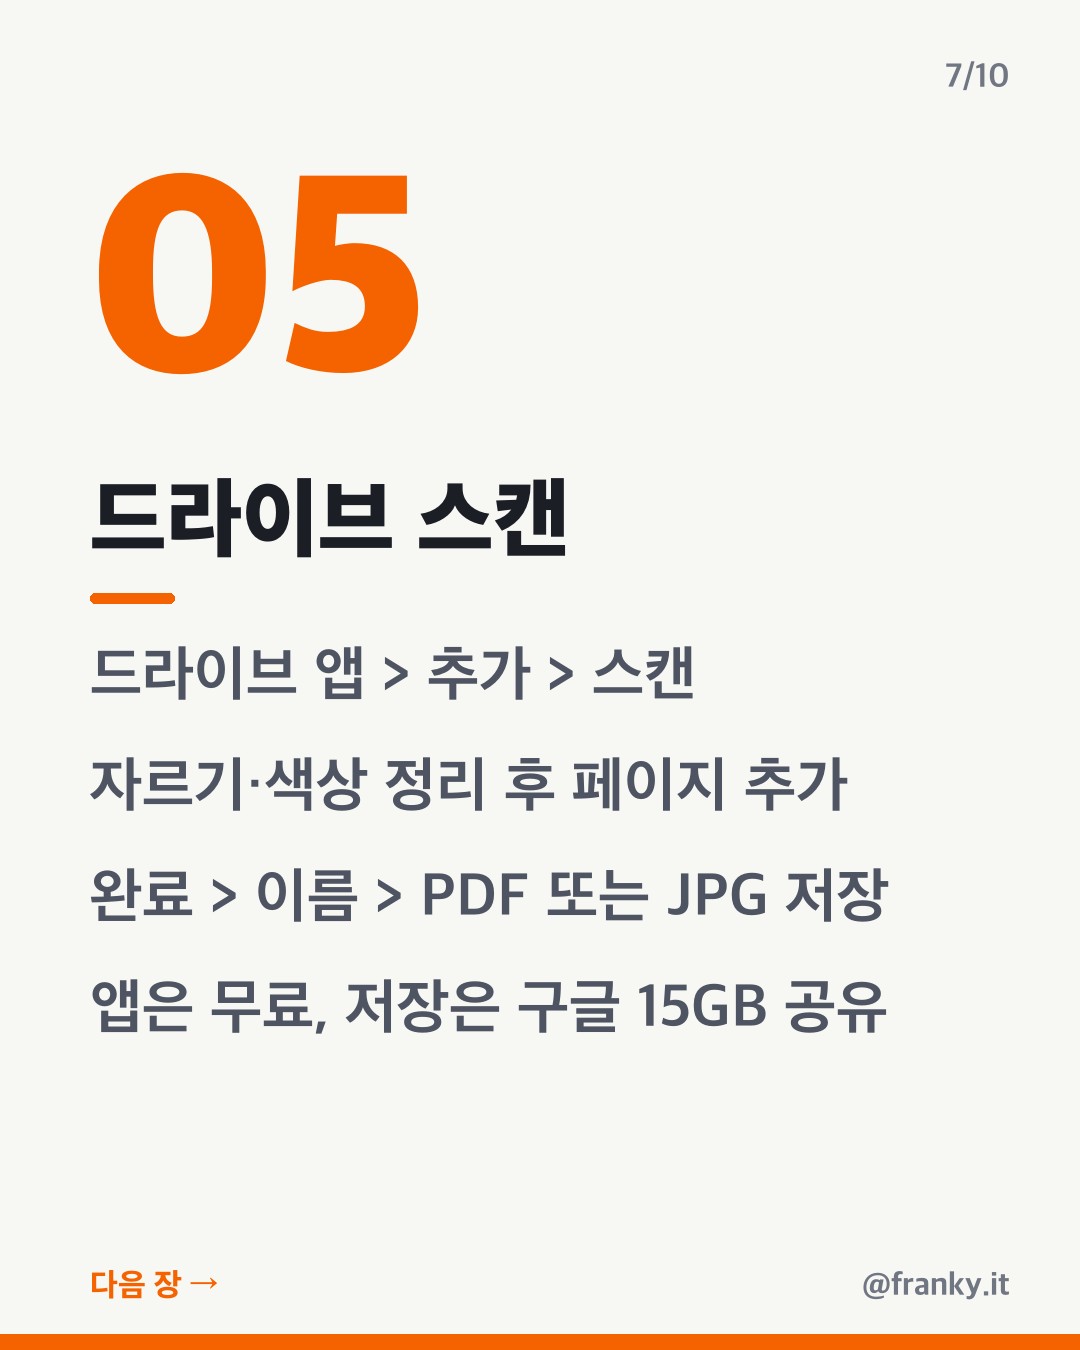 7/10
05
드라이브 스캔
드라이브 앱 > 추가 > 스캔
자르기·색상 정리 후 페이지 추가
완료 > 이름 > PDF 또는 JPG 저장
앱은 무료, 저장은 구글 15GB 공유
다음 장 →
@franky.it